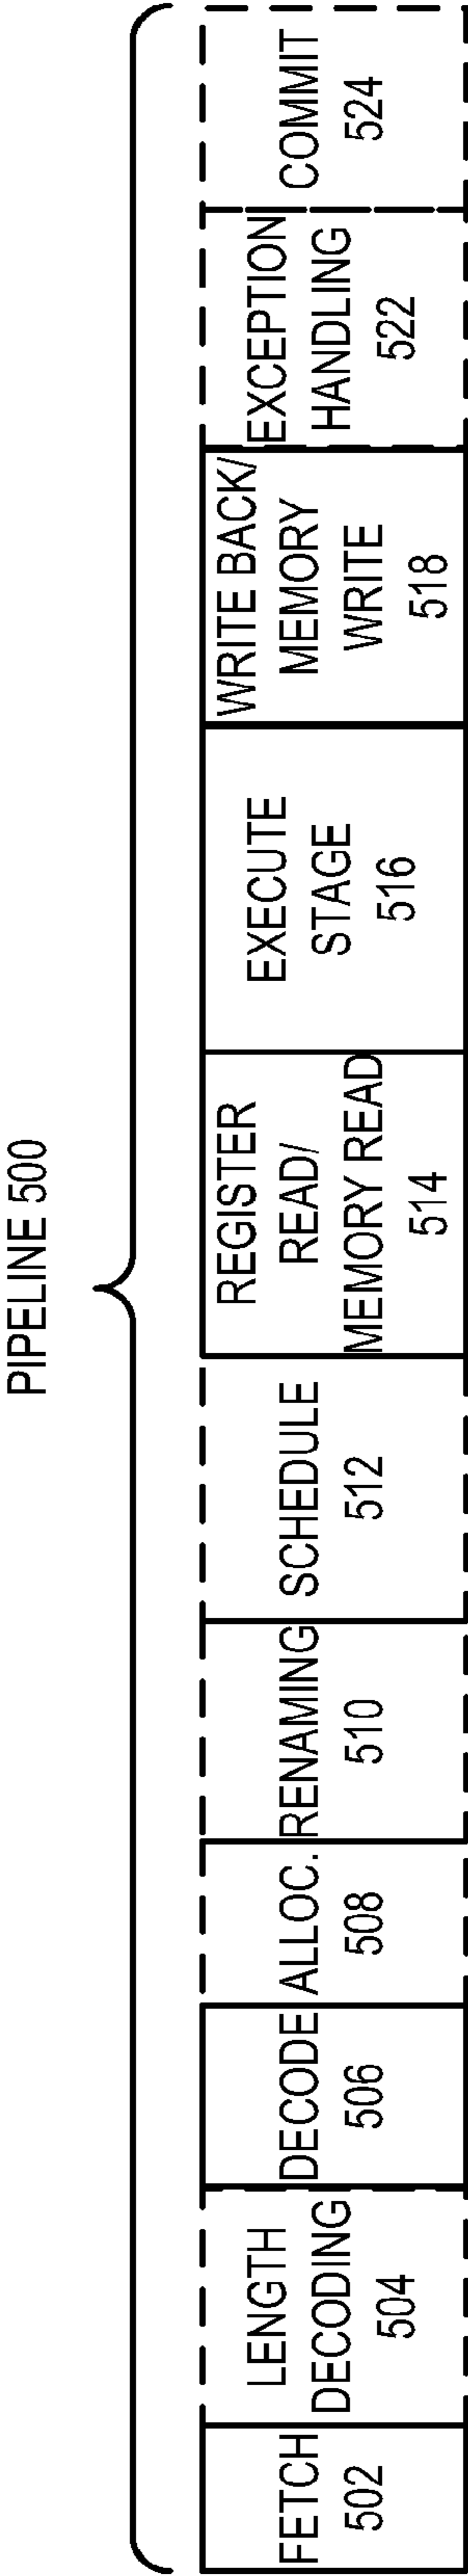 PIPELINE 500
FETCH
502
LENGTH
DECODING
504
DECODE
506
ALLOC.
508
RENAMING
510
SCHEDULE
512
REGISTER
READ/
MEMORY READ
514
EXECUTE
STAGE
516
WRITE BACK/
MEMORY
WRITE
518
EXCEPTION
HANDLING
522
COMMIT
524